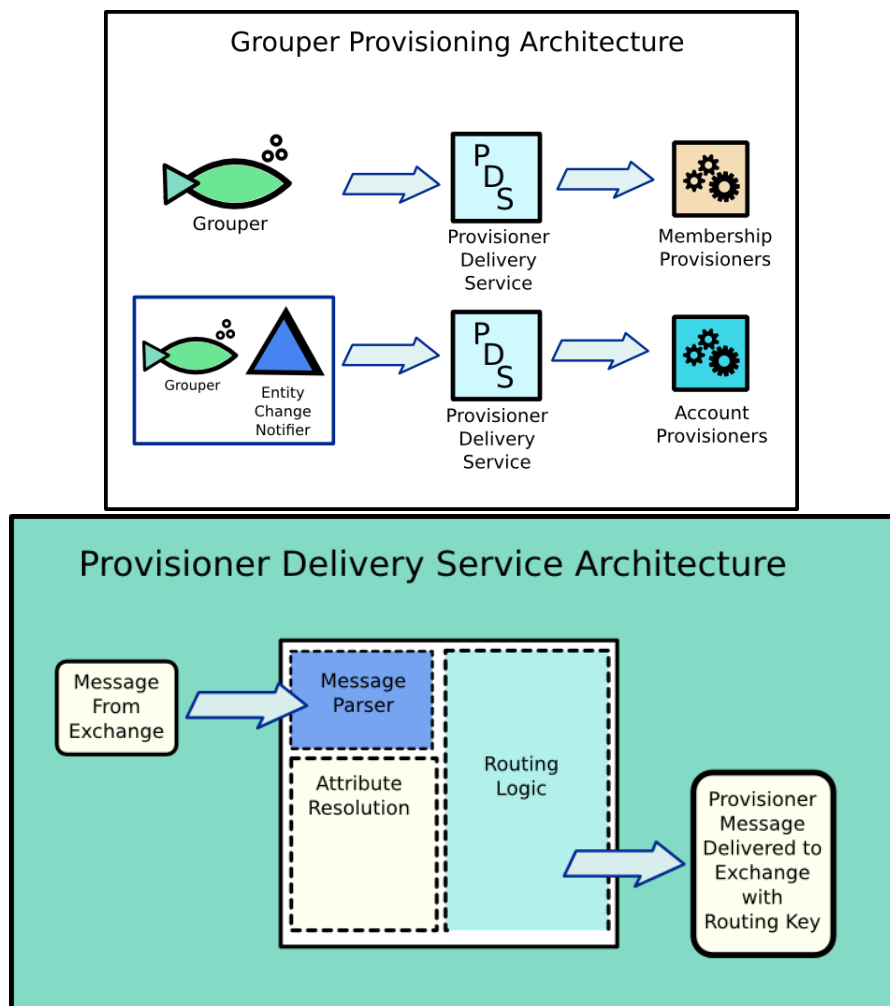 Grouper Provisioning Architecture
P
D
S
Grouper
Provisioner
Delivery
Service
Membership
Provisioners
Grouper
Entity
Change
Notifier
P
D
S
Provisioner
Delivery
Service
Account
Provisioners
Provisioner Delivery Service Architecture
Message
From
Exchange
Message
Parser
Attribute
Resolution
Routing
Logic
Provisioner
Message
Delivered to
Exchange
with
Routing Key